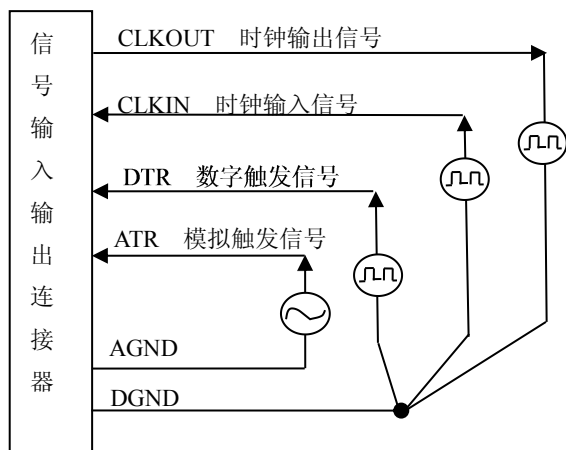 信号输入输出连接器
CLKOUT 时钟输出信号
CLKIN 时钟输入信号
DTR 数字触发信号
ATR 模拟触发信号
AGND
DGND